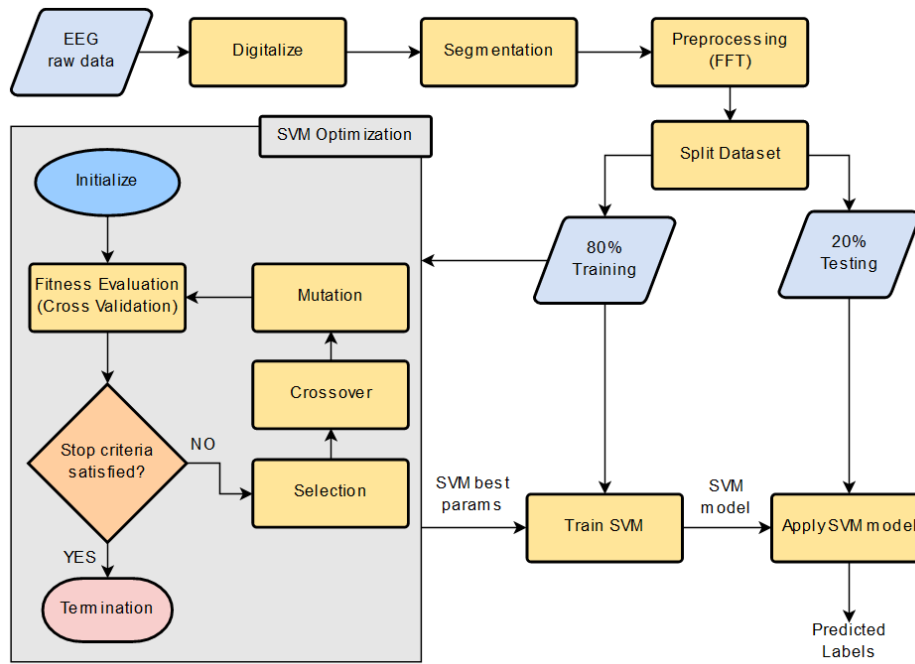 EEG
raw data
Digitalize
Segmentation
Preprocessing
(FFT)
SVM Optimization
Split Dataset
Initialize
80%
Training
20%
Testing
Fitness Evaluation
(Cross Validation)
Mutation
Crossover
Stop criteria
satisfied?
NO
Selection
SVM best
params
Train SVM
SVM
model
Apply SVM model
YES
Termination
Predicted
Labels